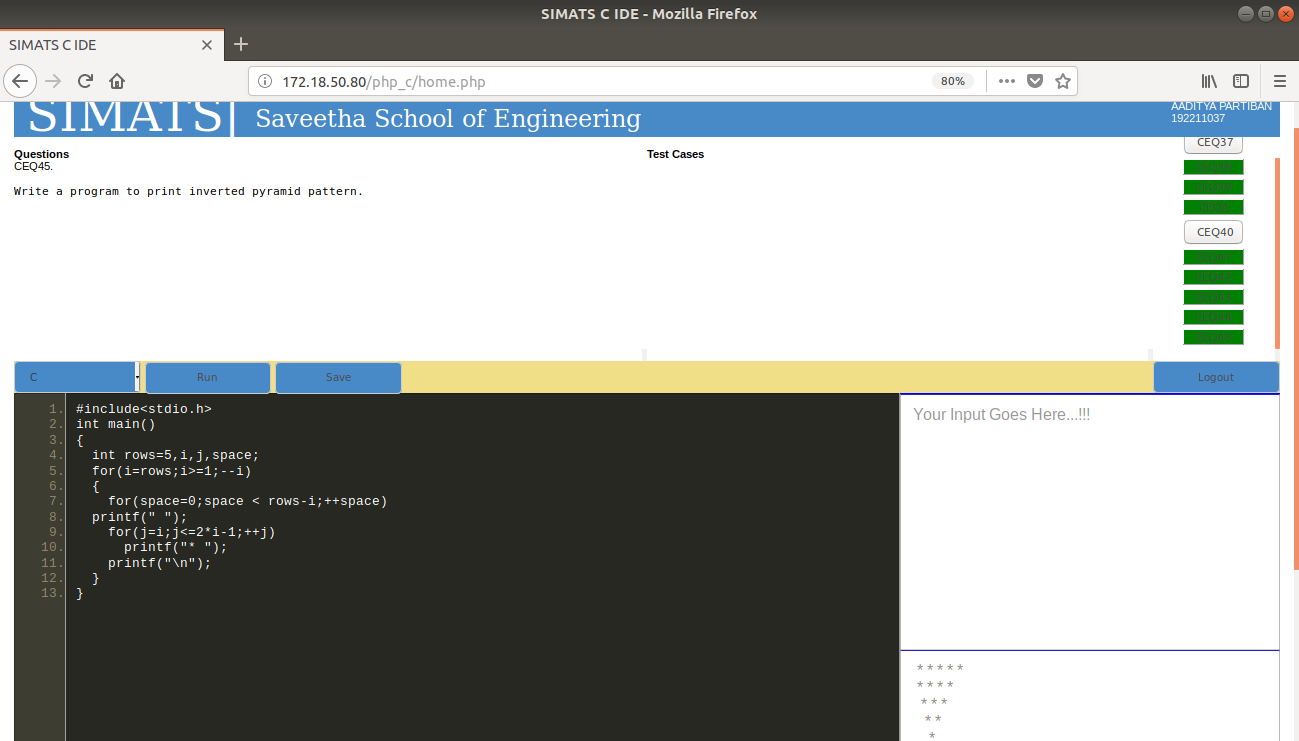 SIMATS C IDE - Mozilla Firefox
SIMATS C IDE
172.18.50.80/php_c/home.php
80%
SIMATS| Saveetha School of Engineering
AADITYA PARTIBAN
192211037
Questions
CEQ45.
Write a program to print inverted pyramid pattern.
Test Cases
CEQ37
CEQ40
C
Run
Save
Logout
1. #include<stdio.h>
2. int main()
3. {
4. int rows=5,i,j,space;
5. for(i=rows;i>=1;--i)
6. {
7. for(space=0;space < rows-i;++space)
8. printf(" ");
9. for(j=i;j<=2*i-1;++j)
10. printf("* ");
11. printf("\n");
12. }
13. }
Your Input Goes Here...!!!
* * * * *
* * * *
* * *
* *
*